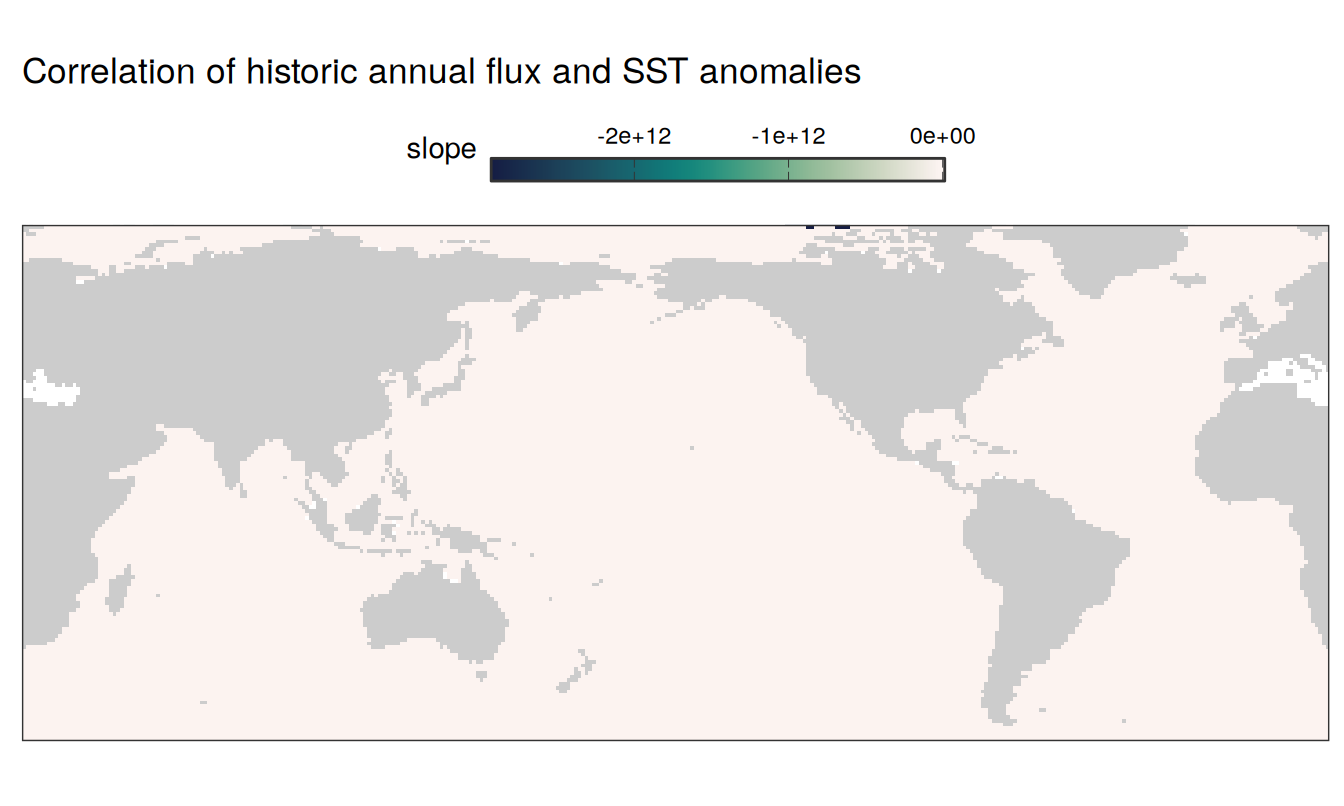 Correlation of historic annual flux and SST anomalies
slope
-2e+12 -1e+12 0e+00